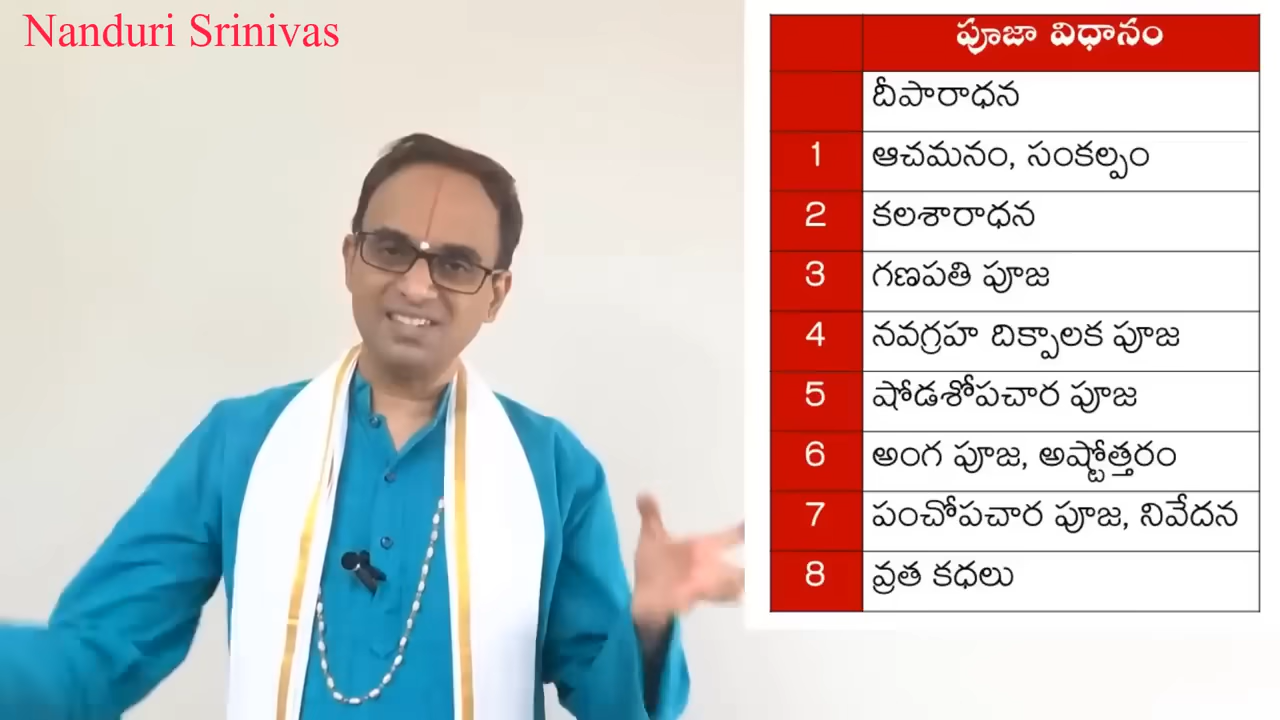 Nanduri Srinivas
పూజా విధానం
దీపారాధన
1 ఆచమనం, సంకల్పం
2 కలశారాధన
3 గణపతి పూజ
4 నవగ్రహ దిక్పాలక పూజ
5 షోడశోపచార పూజ
6 అంగ పూజ, అష్టోత్తరం
7 పంచోపచార పూజ, నివేదన
8 వ్రత కధలు